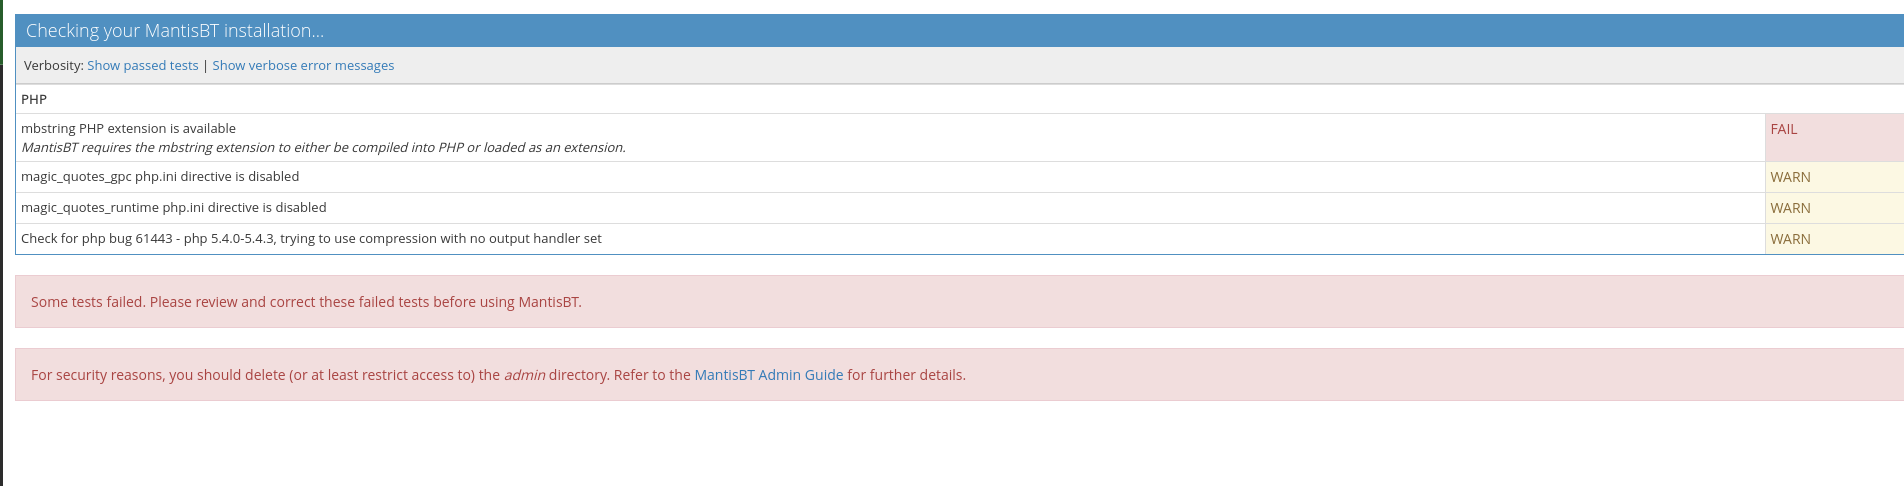 Checking your MantisBT installation...
Verbosity: Show passed tests | Show verbose error messages
PHP
mbstring PHP extension is available
MantisBT requires the mbstring extension to either be compiled into PHP or loaded as an extension.
FAIL
magic_quotes_gpc php.ini directive is disabled
WARN
magic_quotes_runtime php.ini directive is disabled
WARN
Check for php bug 61443 - php 5.4.0-5.4.3, trying to use compression with no output handler set
WARN
Some tests failed. Please review and correct these failed tests before using MantisBT.
For security reasons, you should delete (or at least restrict access to) the admin directory. Refer to the MantisBT Admin Guide for further details.